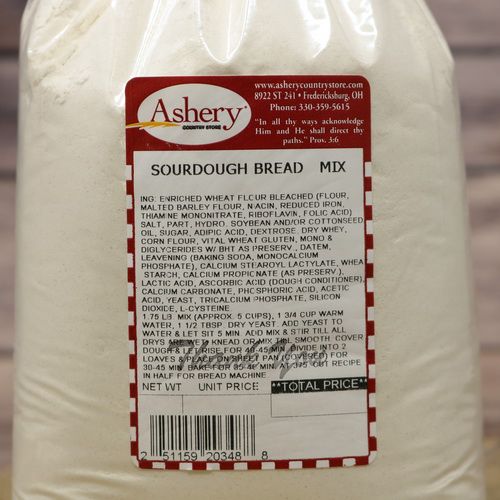 Ashery
COUNTRY STORE
www.asherycountrystore.com
8922 ST 241 • Fredericksburg, OH
Phone: 330-359-5615
"In all thy ways acknowledge
Him and He shall direct thy
paths." Prov. 3:6
SOURDOUGH BREAD MIX
ING: ENRICHED WHEAT FLOUR BLEACHED (FLOUR,
MALTED BARLEY FLOUR, NIACIN, REDUCED IRON,
THIAMINE MONONITRATE, RIBOFLAVIN, FOLIC ACID)
SALT, PART. HYDRO. SOYBEAN AND/OR COTTONSEED
OIL, SUGAR, ADIPIC ACID, DEXTROSE, DRY WHEY,
CORN FLOUR, VITAL WHEAT GLUTEN, MONO &
DIGLYCERIDES W/ BHT AS PRESERV., DATEM,
LEAVENING (BAKING SODA, MONOCALCIUM
PHOSPHATE), CALCIUM STEAROYL LACTYLATE, WHEA
STARCH, CALCIUM PROPIONATE (AS PRESERV.),
LACTIC ACID, ASCORBIC ACID (DOUGH CONDITIONER),
CALCIUM CARBONATE, PHOSPHORIC ACID, ACETIC
ACID, YEAST, TRICALCIUM PHOSPHATE, SILICON
DIOXIDE, L-CYSTEINE
1.75 LB. MIX (APPROX. 5 CUPS), 1 3/4 CUP WARM
WATER, 1 1/2 TBSP. DRY YEAST. ADD YEAST TO
WATER & LET SIT 5 MIN. ADD MIX & STIR TILL ALL
DRYS ARE KNEAD OR MIX TILL SMOOTH. COVER
DOUGH & LET RISE FOR 40-45 MIN. DIVIDE INTO 2
LOAVES & PLACE ON SHEET PAN (COVERED) FOR
30-45 MIN. BAKE FOR 35-40 MIN. AT 375 CUT RECIPE
IN HALF FOR BREAD MACHINE
NET WT UNIT PRICE **TOTAL PRICE**
2 51159 20348 8